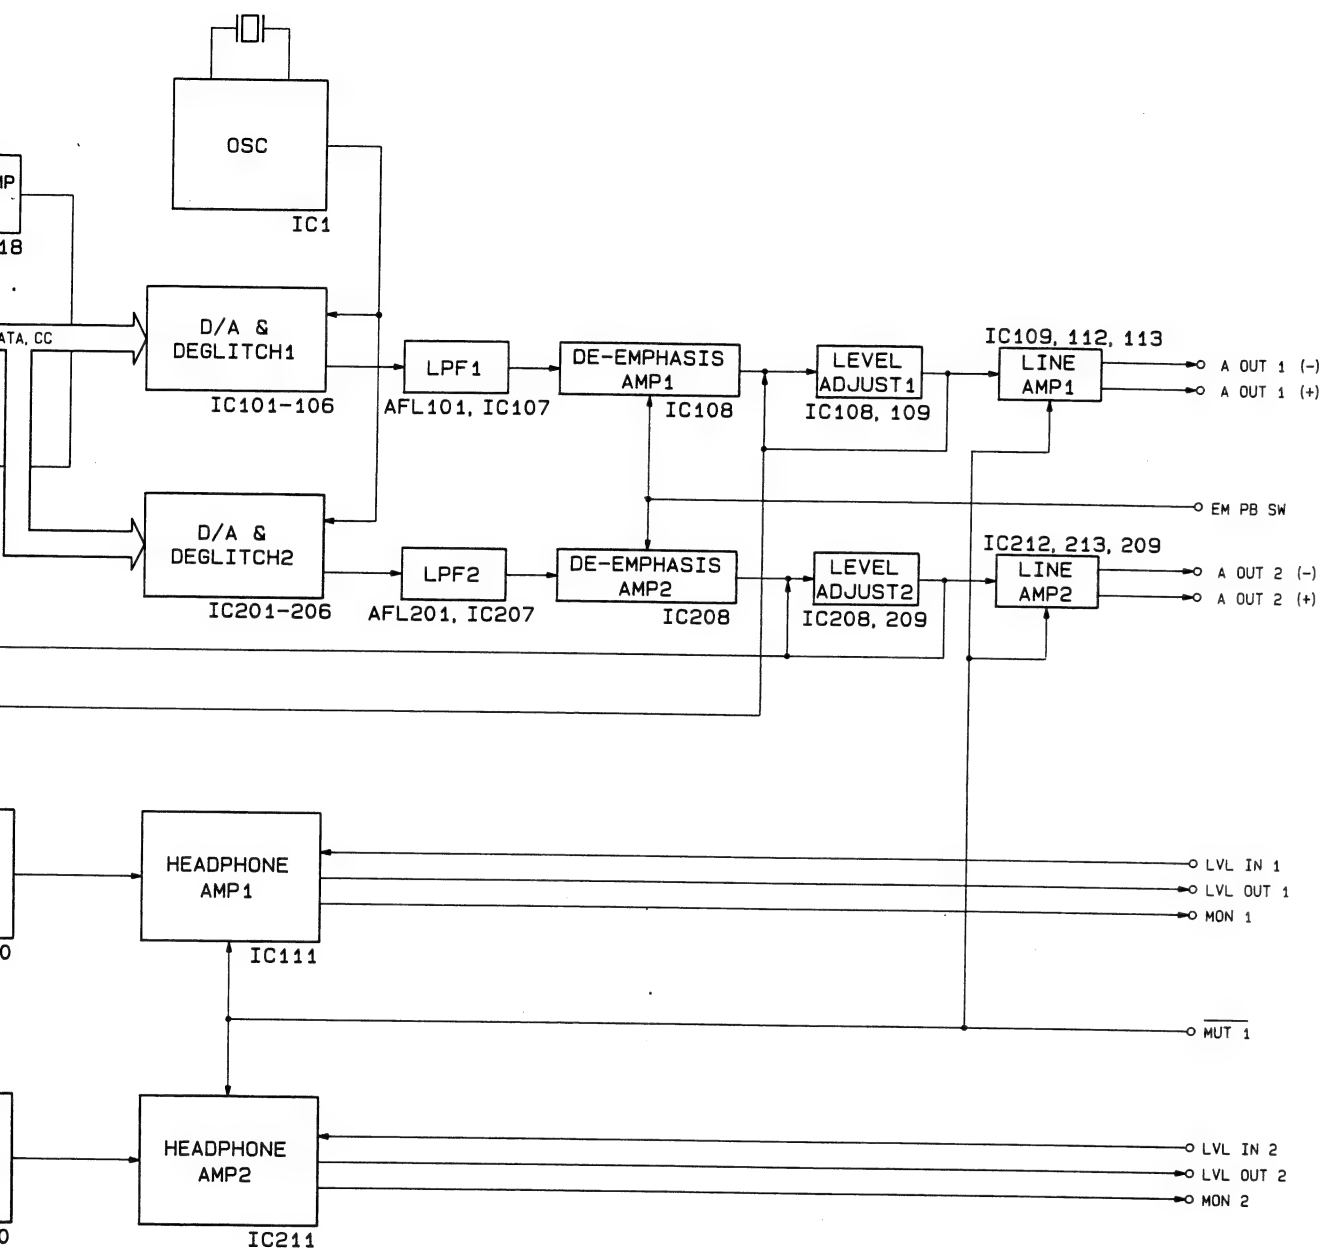 OSC
IC1
MP
18
ATA, CC
D/A &
DEGLITCH1
IC101-106
LPF1
AFL101, IC107
DE-EMPHASIS
AMP1
IC108
LEVEL
ADJUST1
IC108, 109
IC109, 112, 113
LINE
AMP1
A OUT 1 (-)
A OUT 1 (+)
EM PB SW
D/A &
DEGLITCH2
IC201-206
LPF2
AFL201, IC207
DE-EMPHASIS
AMP2
IC208
LEVEL
ADJUST2
IC208, 209
IC212, 213, 209
LINE
AMP2
A OUT 2 (-)
A OUT 2 (+)
HEADPHONE
AMP1
IC111
LVL IN 1
LVL OUT 1
MON 1
0
MUT 1
HEADPHONE
AMP2
IC211
LVL IN 2
LVL OUT 2
MON 2
0